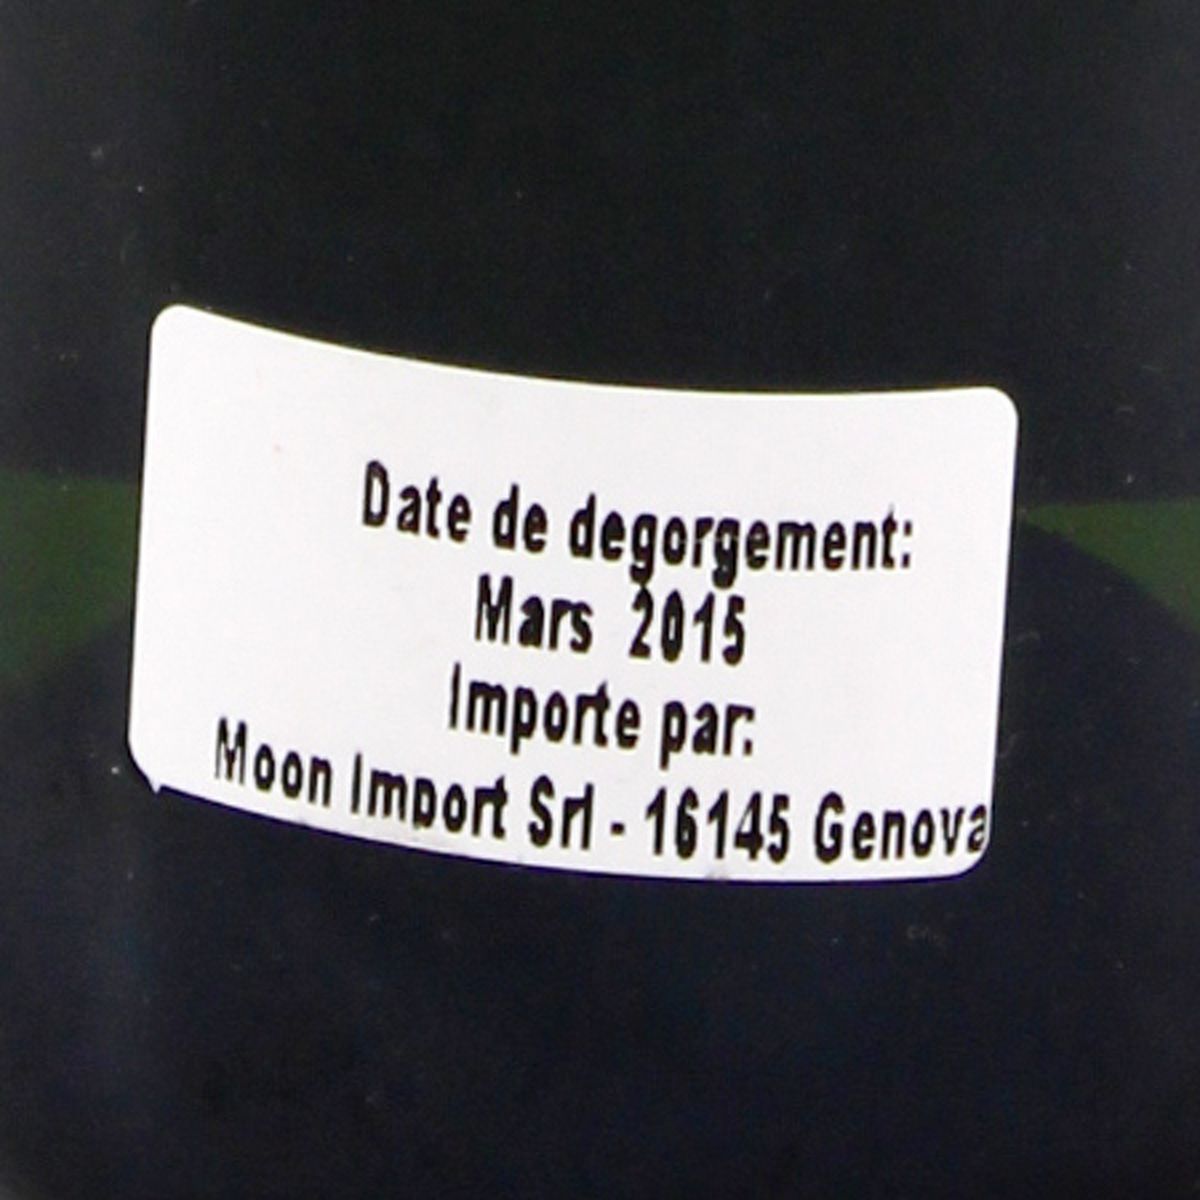 Date de degorgement:
Mars 2015
Importe par:
Moon Import Srl - 16145 Genova